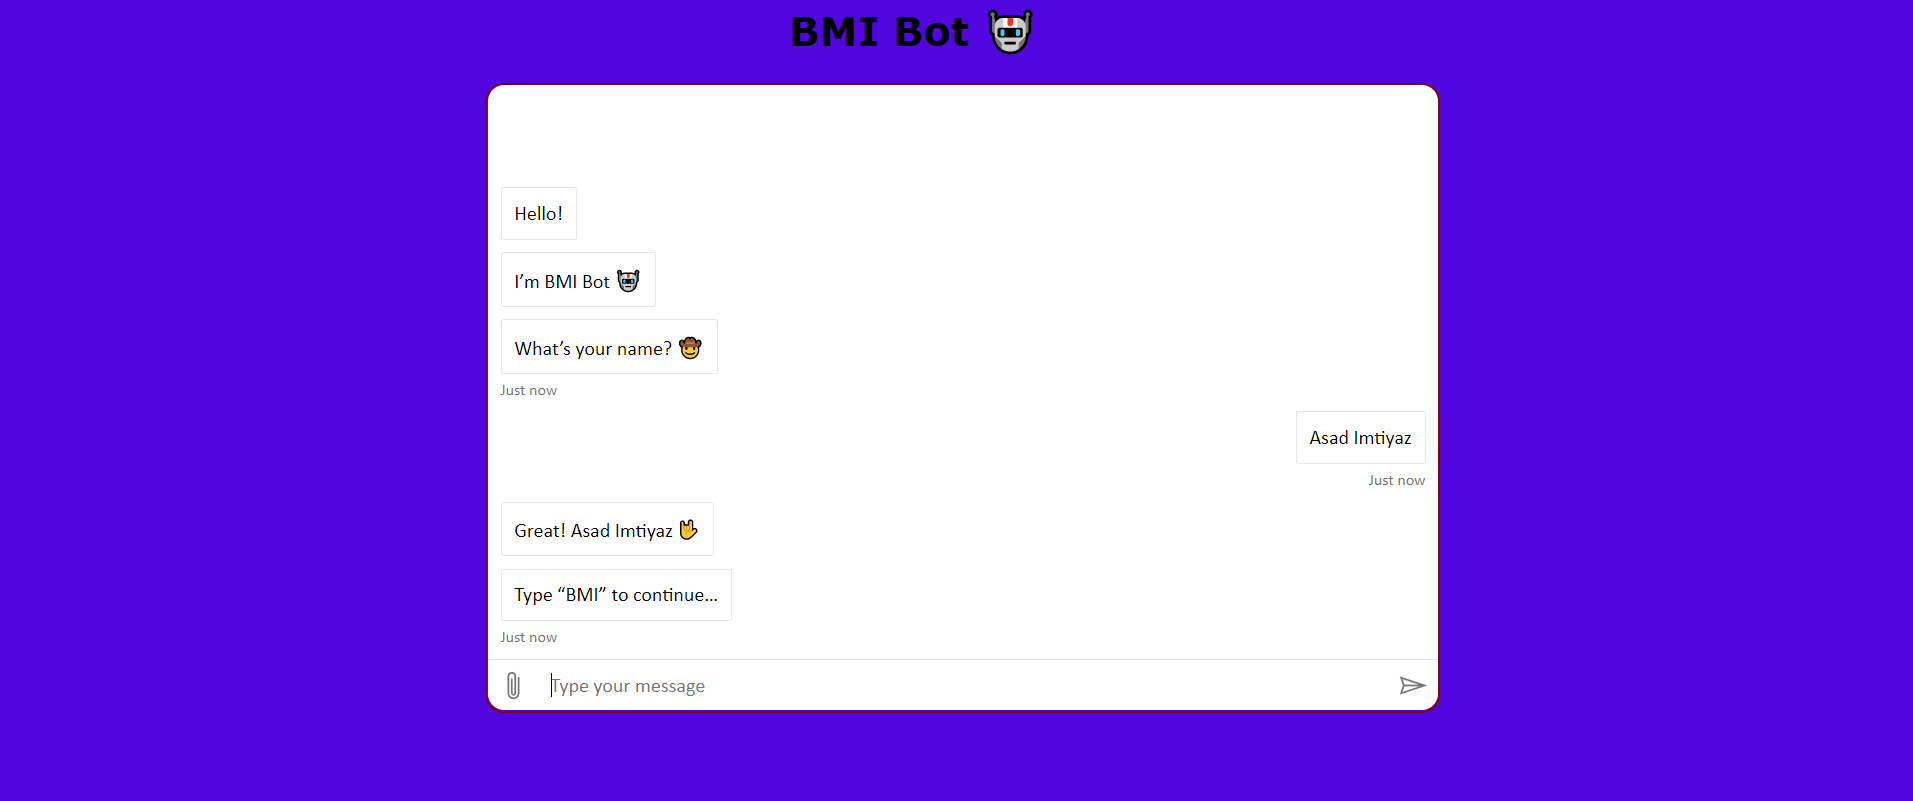 BMI Bot 🤖
Hello!
I’m BMI Bot 🤖
What’s your name? 🤠
Just now
Asad Imtiyaz
Just now
Great! Asad Imtiyaz 🤟
Type “BMI” to continue...
Just now
Type your message